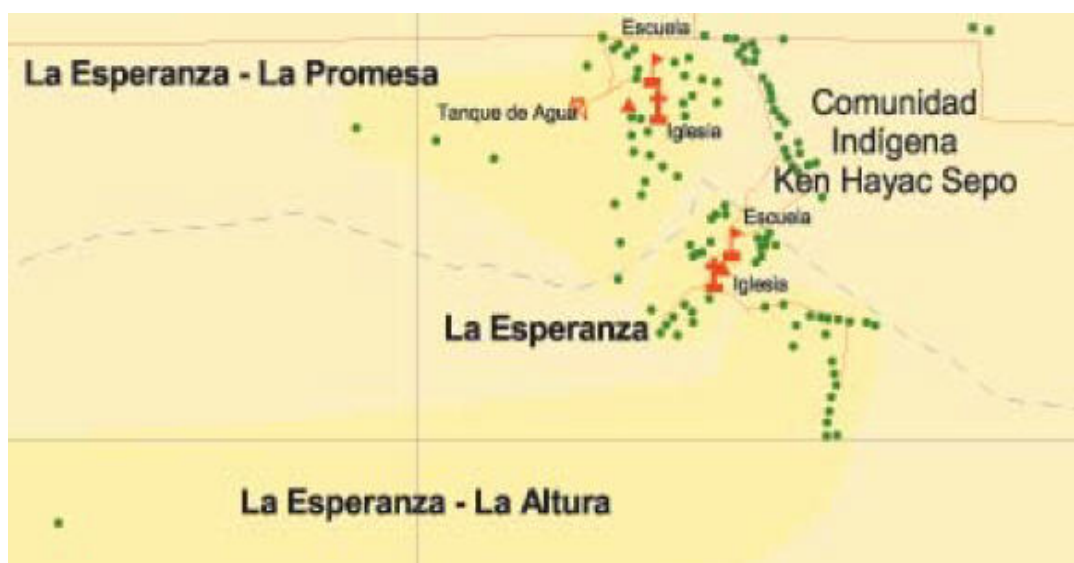 Escuela
La Esperanza - La Promesa
Tanque de Agua
Iglesia
Comunidad
Indígena
Ken Hayac Sepo
Escuela
Iglesia
La Esperanza
La Esperanza - La Altura